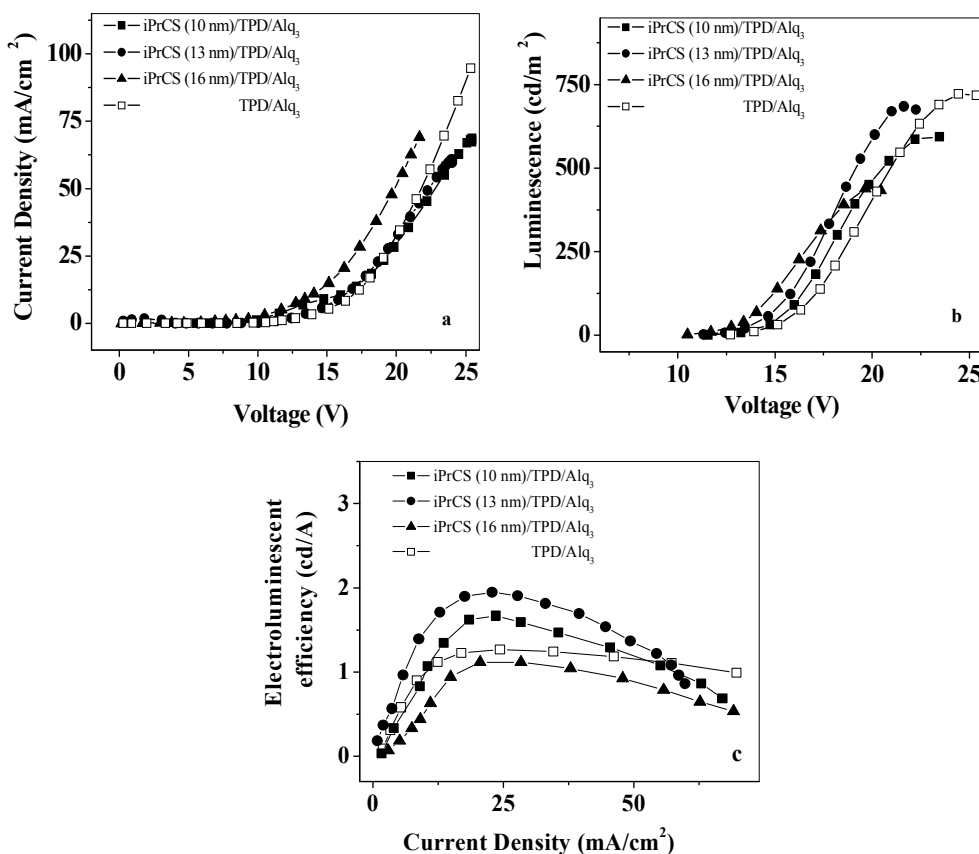 iPrCS (10 nm)/TPD/Alq₃
iPrCS (13 nm)/TPD/Alq₃
iPrCS (16 nm)/TPD/Alq₃
TPD/Alq₃
Current Density (mA/cm²)
100
75
50
25
0
a
0 5 10 15 20 25
Voltage (V)
iPrCS (10 nm)/TPD/Alq₃
iPrCS (13 nm)/TPD/Alq₃
iPrCS (16 nm)/TPD/Alq₃
TPD/Alq₃
Luminescence (cd/m²)
750
500
250
0
b
10 15 20 25
Voltage (V)
iPrCS (10 nm)/TPD/Alq₃
iPrCS (13 nm)/TPD/Alq₃
iPrCS (16 nm)/TPD/Alq₃
TPD/Alq₃
Electroluminescent
efficiency (cd/A)
3
2
1
0
c
0 25 50
Current Density (mA/cm²)